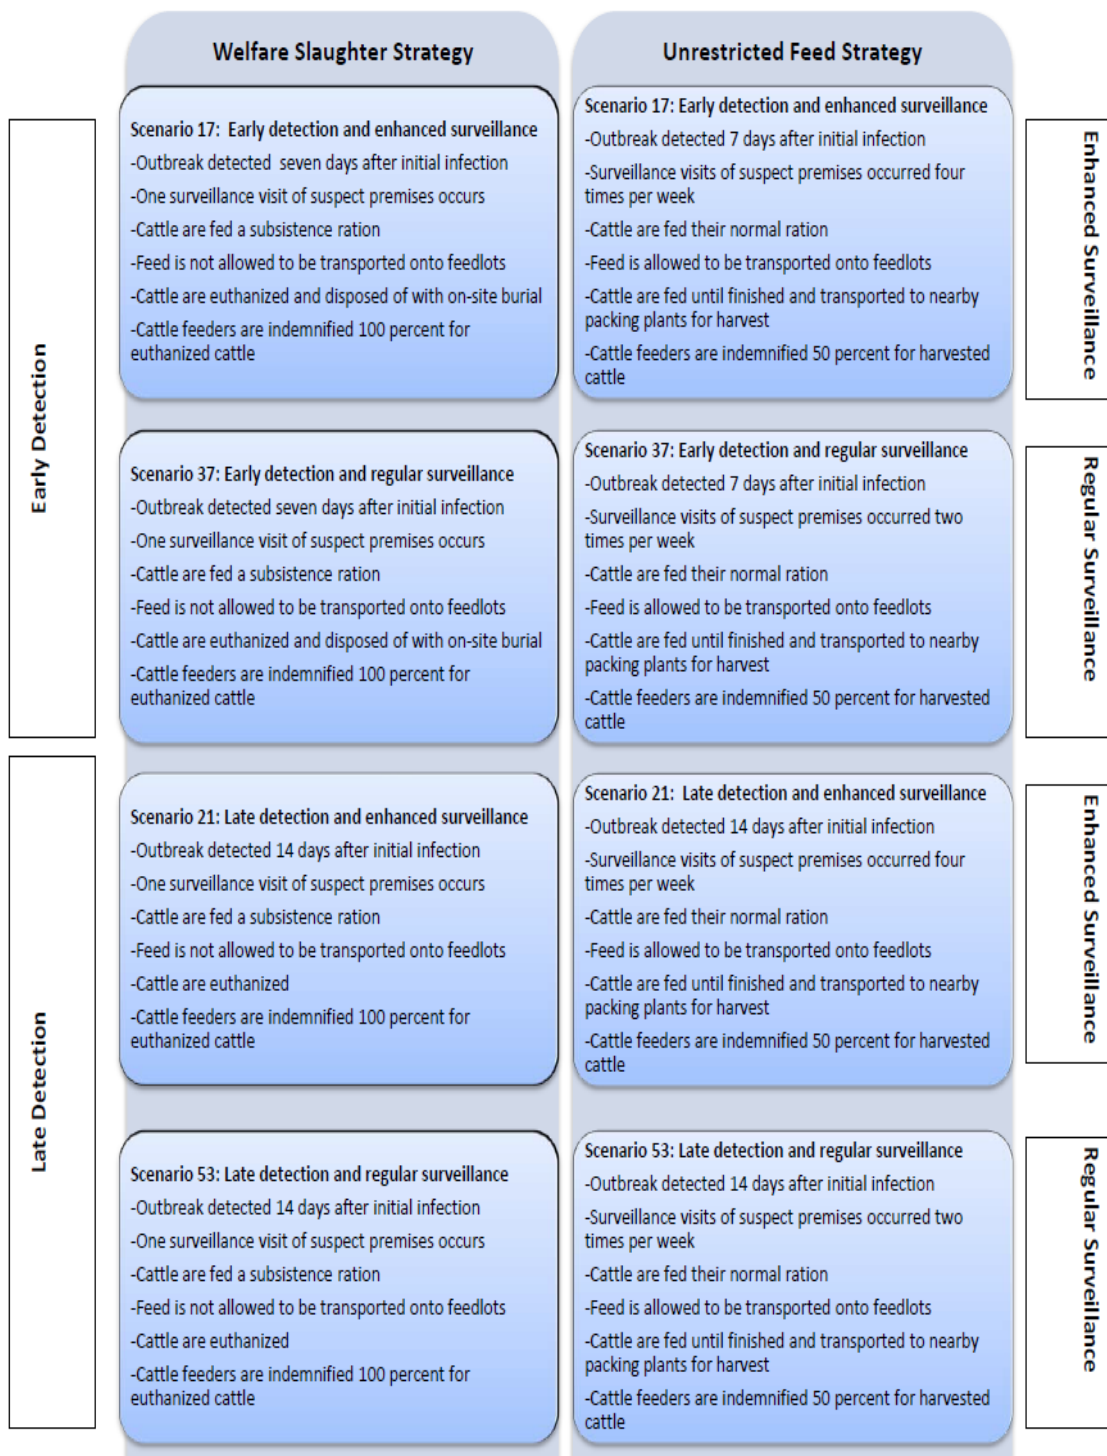 Welfare Slaughter Strategy
Unrestricted Feed Strategy
Early Detection
Scenario 17:  Early detection and enhanced surveillance
-Outbreak detected  seven days after initial infection
-One surveillance visit of suspect premises occurs
-Cattle are fed a subsistence ration
-Feed is not allowed to be transported onto feedlots
-Cattle are euthanized and disposed of with on-site burial
-Cattle feeders are indemnified 100 percent for
euthanized cattle
Scenario 17: Early detection and enhanced surveillance
-Outbreak detected 7 days after initial infection
-Surveillance visits of suspect premises occurred four
times per week
-Cattle are fed their normal ration
-Feed is allowed to be transported onto feedlots
-Cattle are fed until finished and transported to nearby
packing plants for harvest
-Cattle feeders are indemnified 50 percent for harvested
cattle
Enhanced Surveillance
Scenario 37: Early detection and regular surveillance
-Outbreak detected seven days after initial infection
-One surveillance visit of suspect premises occurs
-Cattle are fed a subsistence ration
-Feed is not allowed to be transported onto feedlots
-Cattle are euthanized and disposed of with on-site burial
-Cattle feeders are indemnified 100 percent for
euthanized cattle
Scenario 37: Early detection and regular surveillance
-Outbreak detected 7 days after initial infection
-Surveillance visits of suspect premises occurred two
times per week
-Cattle are fed their normal ration
-Feed is allowed to be transported onto feedlots
-Cattle are fed until finished and transported to nearby
packing plants for harvest
-Cattle feeders are indemnified 50 percent for harvested
cattle
Regular Surveillance
Late Detection
Scenario 21: Late detection and enhanced surveillance
-Outbreak detected 14 days after initial infection
-One surveillance visit of suspect premises occurs
-Cattle are fed a subsistence ration
-Feed is not allowed to be transported onto feedlots
-Cattle are euthanized
-Cattle feeders are indemnified 100 percent for
euthanized cattle
Scenario 21:  Late detection and enhanced surveillance
-Outbreak detected 14 days after initial infection
-Surveillance visits of suspect premises occurred four
times per week
-Cattle are fed their normal ration
-Feed is allowed to be transported onto feedlots
-Cattle are fed until finished and transported to nearby
packing plants for harvest
-Cattle feeders are indemnified 50 percent for harvested
cattle
Enhanced Surveillance
Scenario 53: Late detection and regular surveillance
-Outbreak detected 14 days after initial infection
-One surveillance visit of suspect premises occurs
-Cattle are fed a subsistence ration
-Feed is not allowed to be transported onto feedlots
-Cattle are euthanized
-Cattle feeders are indemnified 100 percent for
euthanized cattle
Scenario 53: Late detection and regular surveillance
-Outbreak detected 14 days after initial infection
-Surveillance visits of suspect premises occurred two
times per week
-Cattle are fed their normal ration
-Feed is allowed to be transported onto feedlots
-Cattle are fed until finished and transported to nearby
packing plants for harvest
-Cattle feeders are indemnified 50 percent for harvested
cattle
Regular Surveillance